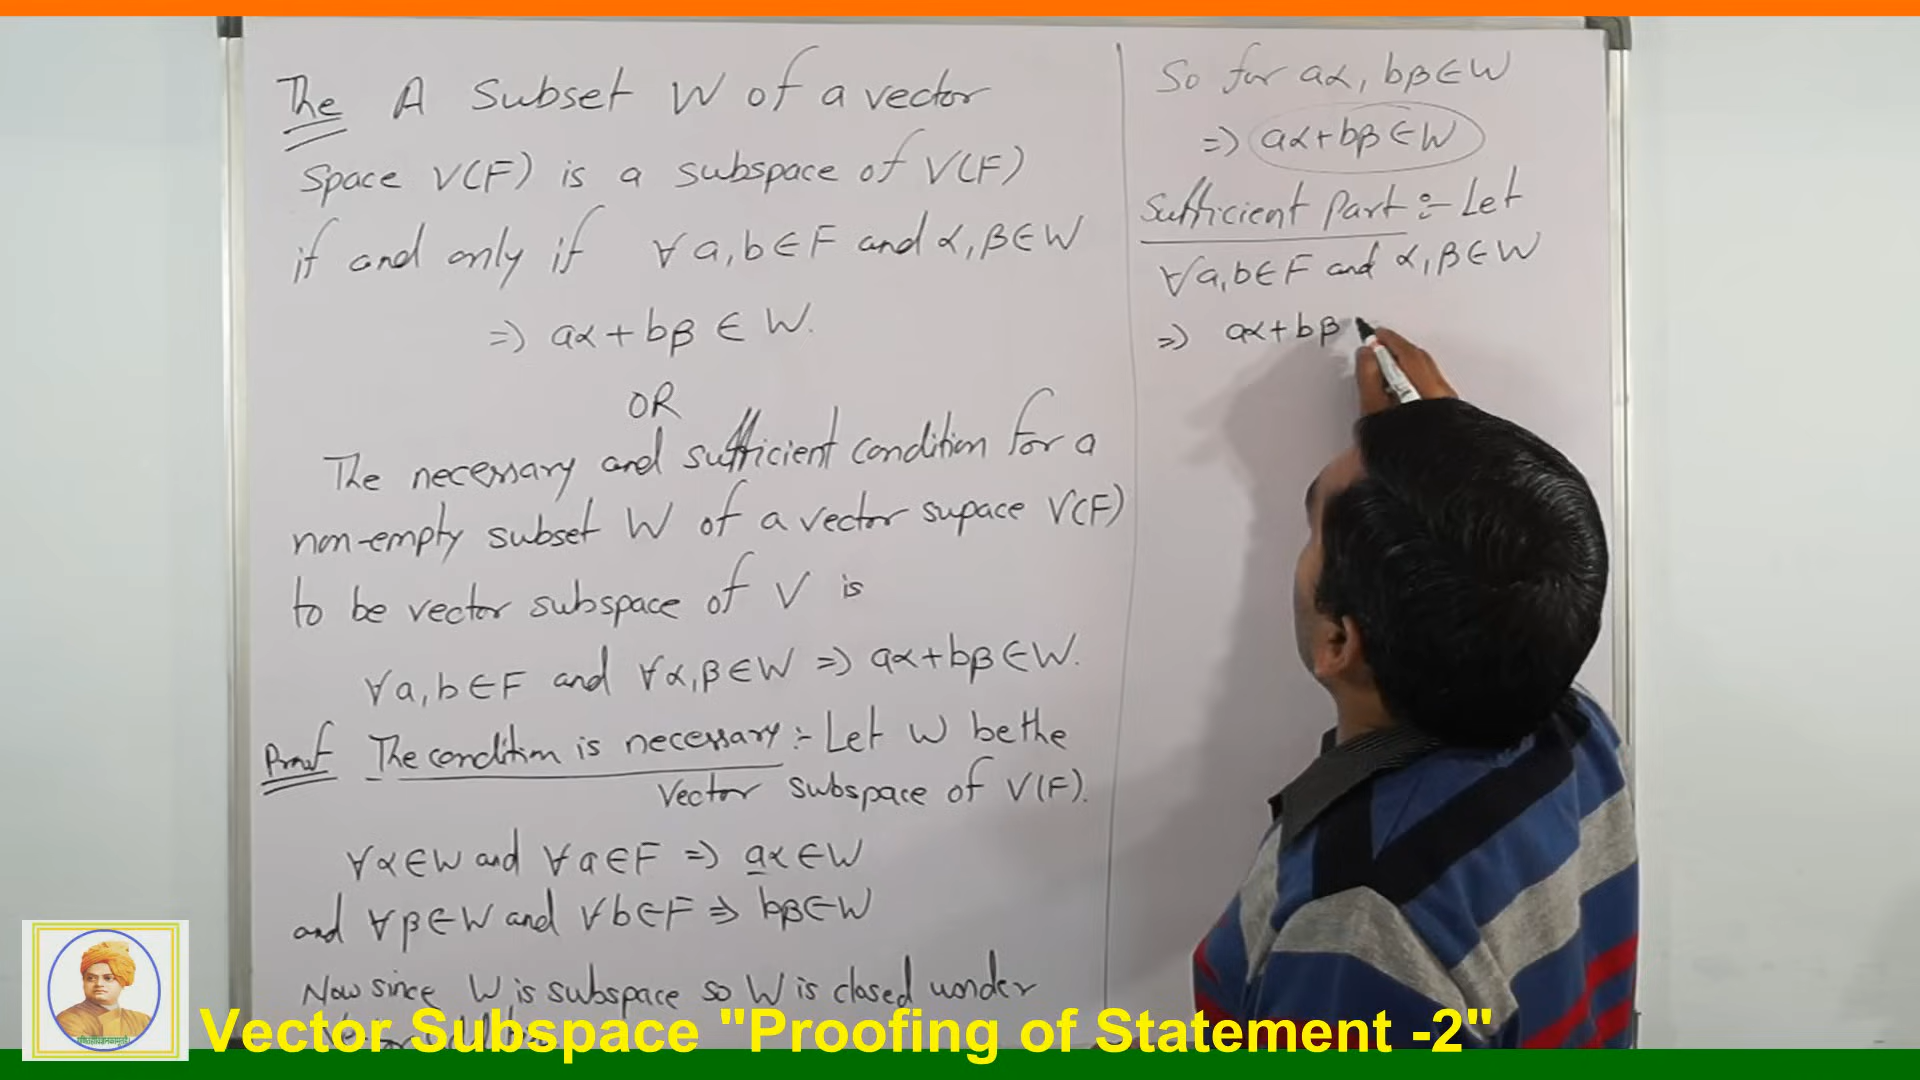 The A Subset W of a vector
Space V(F) is a subspace of V(F)
if and only if ∀ a, b ∈ F and α, β ∈ W
=> aα + bβ ∈ W.
OR
The necessary and sufficient condition for a
non-empty subset W of a vector supace V(F)
to be vector subspace of V is
∀ a, b ∈ F and ∀ α, β ∈ W => aα + bβ ∈ W.
Proof The condition is necessary :- Let W be the
Vector subspace of V(F).
∀ α ∈ W and ∀ a ∈ F => aα ∈ W
and ∀ β ∈ W and ∀ b ∈ F => bβ ∈ W
Now since W is subspace so W is closed under
So for aα, bβ ∈ W
=> aα + bβ ∈ W
Sufficient Part :- Let
∀ a, b ∈ F and α, β ∈ W
=> aα + bβ
Vector Subspace "Proofing of Statement -2"